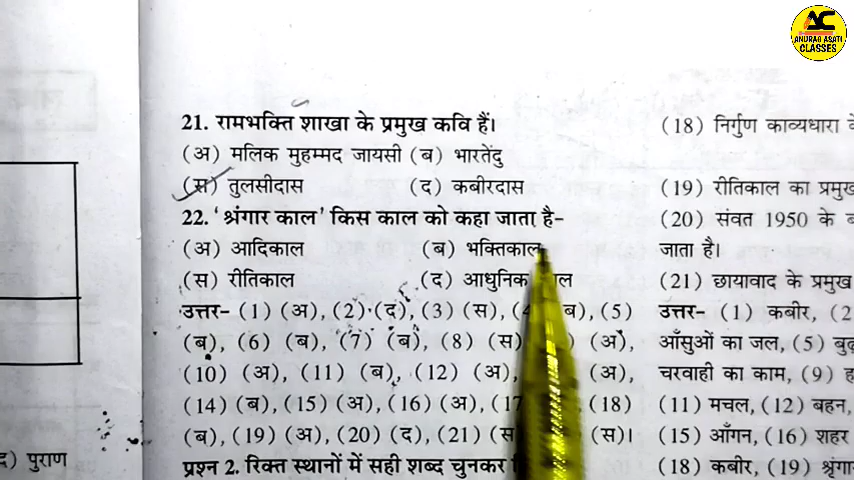 AC
ANURAG ASATI
CLASSES
21. रामभक्ति शाखा के प्रमुख कवि हैं।
(अ) मलिक मुहम्मद जायसी (ब) भारतेंदु
(स) तुलसीदास (द) कबीरदास
22. 'श्रंगार काल' किस काल को कहा जाता है-
(अ) आदिकाल (ब) भक्तिकाल
(स) रीतिकाल (द) आधुनिक
उत्तर- (1) (अ), (2) (द), (3) (स), (4 ब), (5)
(ब), (6) (ब), (7) (ब), (8) (स) (अ),
(10) (अ), (11) (ब), (12) (अ), (अ),
(14) (ब), (15) (अ), (16) (अ), (17 (18)
(ब), (19) (अ), (20) (द), (21) (स (स)।
प्रश्न 2. रिक्त स्थानों में सही शब्द चुनकर
द) पुराण
(18) निर्गुण काव्यधारा
(19) रीतिकाल का प्रमुख
(20) संवत 1950 के
जाता है।
(21) छायावाद के प्रमुख
उत्तर- (1) कबीर, (2
आँसुओं का जल, (5)
चरवाही का काम, (9)
(11) मचल, (12) बहन,
(15) आँगन, (16) शहर
(18) कबीर, (19)